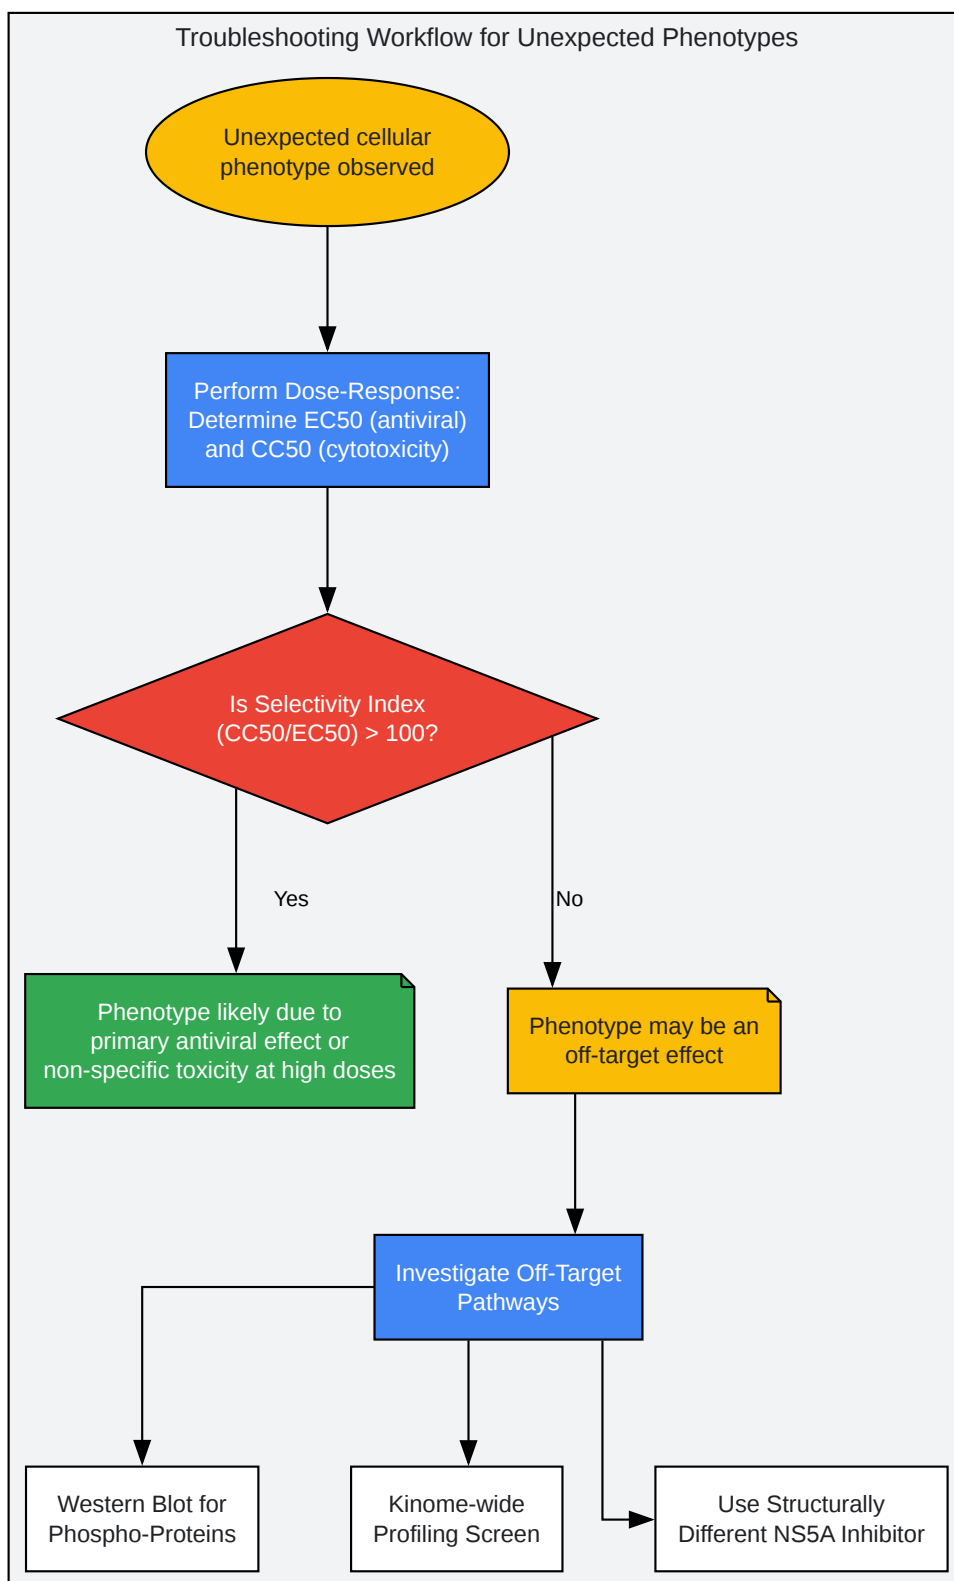 Troubleshooting Workflow for Unexpected Phenotypes
Unexpected cellular
phenotype observed
Perform Dose-Response:
Determine EC50 (antiviral)
and CC50 (cytotoxicity)
Is Selectivity Index
(CC50/EC50) > 100?
Yes
No
Phenotype likely due to
primary antiviral effect or
non-specific toxicity at high doses
Phenotype may be an
off-target effect
Investigate Off-Target
Pathways
Western Blot for
Phospho-Proteins
Kinome-wide
Profiling Screen
Use Structurally
Different NS5A Inhibitor